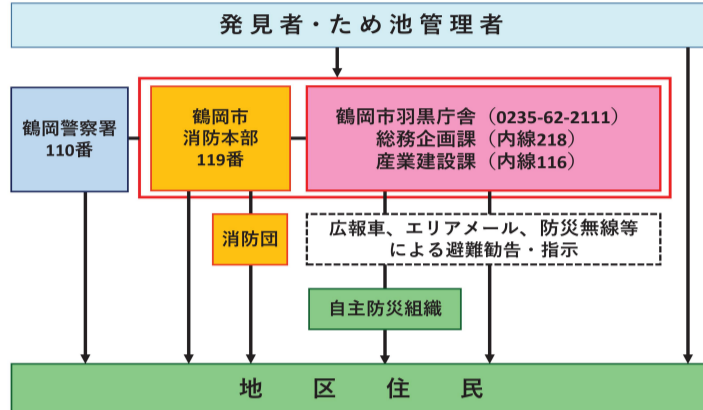 発見者・ため池管理者
鶴岡警察署
110番
鶴岡市
消防本部
119番
鶴岡市羽黒庁舎（0235-62-2111）
総務企画課（内線218）
産業建設課（内線116）
消防団
広報車、エリアメール、防災無線等
による避難勧告・指示
自主防災組織
地区住民